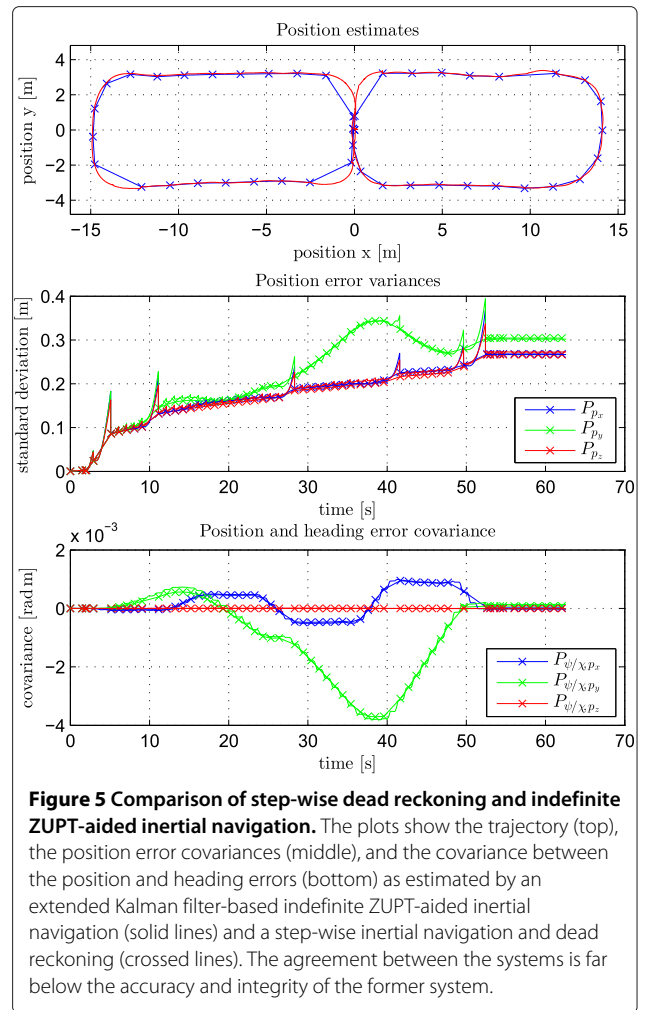 Position estimates
position y [m]
4
2
0
−2
−4
−15 −10 −5 0 5 10 15
position x [m]
Position error variances
standard deviation [m]
0.4
0.3
0.2
0.1
0
0 10 20 30 40 50 60 70
P_{p_x}
P_{p_y}
P_{p_z}
time [s]
Position and heading error covariance
x 10^{−3}
covariance [rad m]
2
0
−2
−4
0 10 20 30 40 50 60 70
P_{ψ/χ,p_x}
P_{ψ/χ,p_y}
P_{ψ/χ,p_z}
time [s]
Figure 5 Comparison of step-wise dead reckoning and indefinite
ZUPT-aided inertial navigation. The plots show the trajectory (top),
the position error covariances (middle), and the covariance between
the position and heading errors (bottom) as estimated by an
extended Kalman filter-based indefinite ZUPT-aided inertial
navigation (solid lines) and a step-wise inertial navigation and dead
reckoning (crossed lines). The agreement between the systems is far
below the accuracy and integrity of the former system.